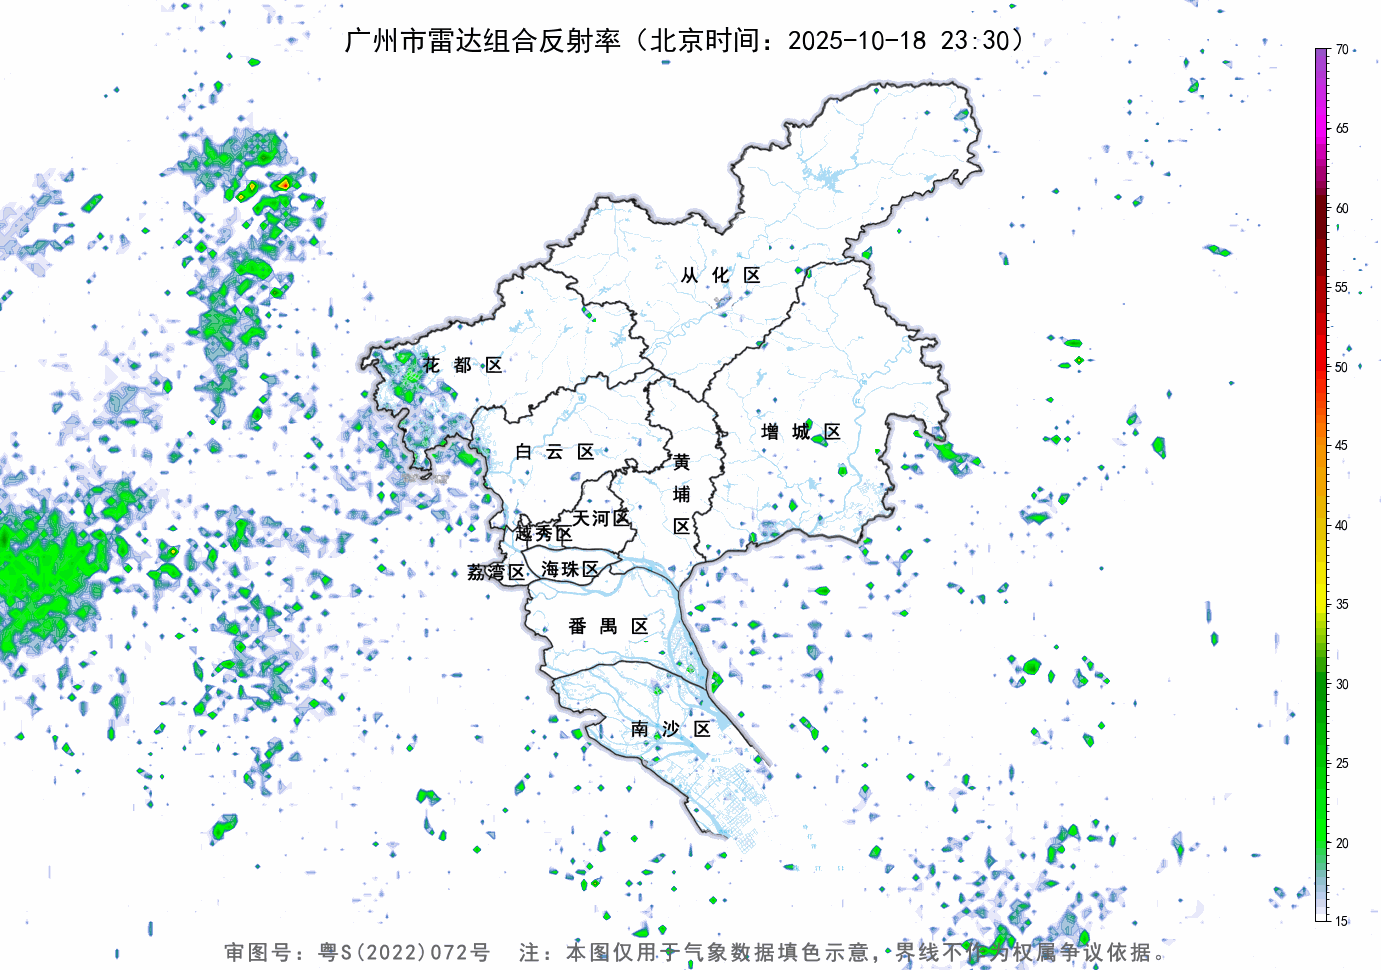 广州市雷达组合反射率（北京时间：2025-10-18 23:30）
70
65
60
55
50
45
40
35
30
25
20
15
从化区
花都区
增城区
白云区
黄埔区
天河区
越秀区
海珠区
荔湾区
番禺区
南沙区
审图号：粤S(2022)072号 注：本图仅用于气象数据填色示意，界线不作为权属争议依据。